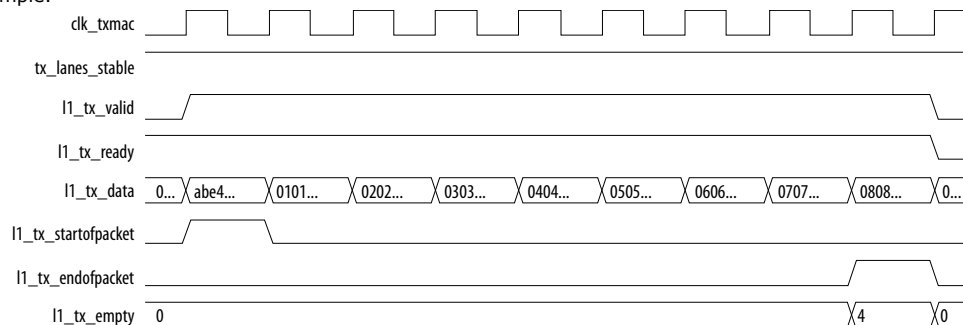 mple:
clk_txmac
tx_lanes_stable
l1_tx_valid
l1_tx_ready
l1_tx_data 0... abe4... 0101... 0202... 0303... 0404... 0505... 0606... 0707... 0808... 0...
l1_tx_startofpacket
l1_tx_endofpacket
l1_tx_empty 0 4 0